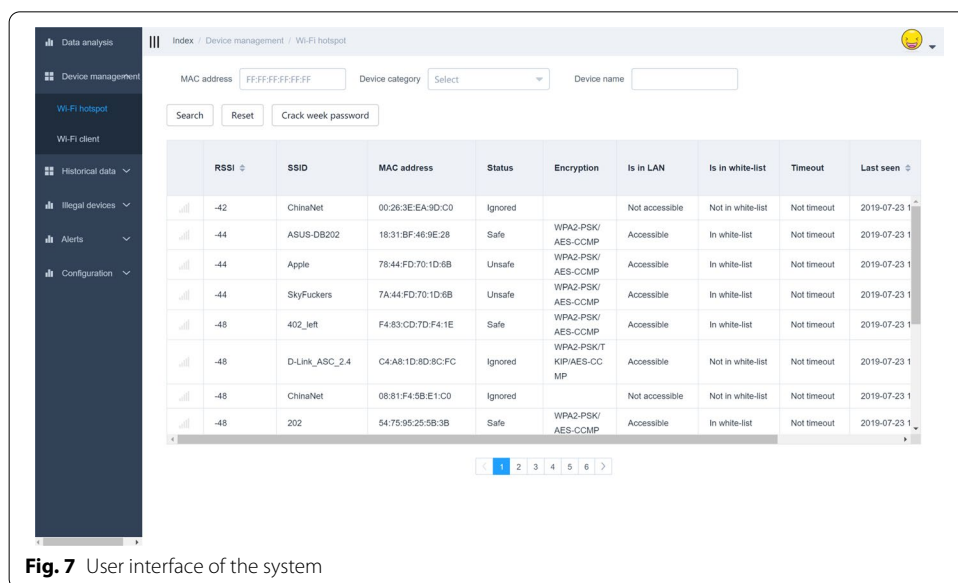 Data analysis
Index / Device management / Wi-Fi hotspot
Device management
MAC address FF:FF:FF:FF:FF:FF Device category Select Device name
Wi-Fi hotspot
Search Reset Crack week password
Wi-Fi client
Historical data
Illegal devices
Alerts
Configuration
RSSI SSID MAC address Status Encryption Is in LAN Is in white-list Timeout Last seen
-42 ChinaNet 00:26:3E:EA:9D:C0 Ignored Not accessible Not in white-list Not timeout 2019-07-23 1
-44 ASUS-DB202 18:31:BF:46:9E:28 Safe WPA2-PSK/
AES-CCMP Accessible In white-list Not timeout 2019-07-23 1
-44 Apple 78:44:FD:70:1D:6B Unsafe WPA2-PSK/
AES-CCMP Accessible In white-list Not timeout 2019-07-23 1
-44 SkyFuckers 7A:44:FD:70:1D:6B Unsafe WPA2-PSK/
AES-CCMP Accessible In white-list Not timeout 2019-07-23 1
-48 402_left F4:83:CD:7D:F4:1E Safe WPA2-PSK/
AES-CCMP Accessible In white-list Not timeout 2019-07-23 1
-48 D-Link_ASC_2.4 C4:A8:1D:8D:8C:FC Ignored WPA2-PSK/T
KIP/AES-CC
MP Accessible Not in white-list Not timeout 2019-07-23 1
-48 ChinaNet 08:81:F4:5B:E1:C0 Ignored Not accessible Not in white-list Not timeout 2019-07-23 1
-48 202 54:75:95:25:5B:3B Safe WPA2-PSK/
AES-CCMP Accessible In white-list Not timeout 2019-07-23 1
1 2 3 4 5 6
Fig. 7 User interface of the system